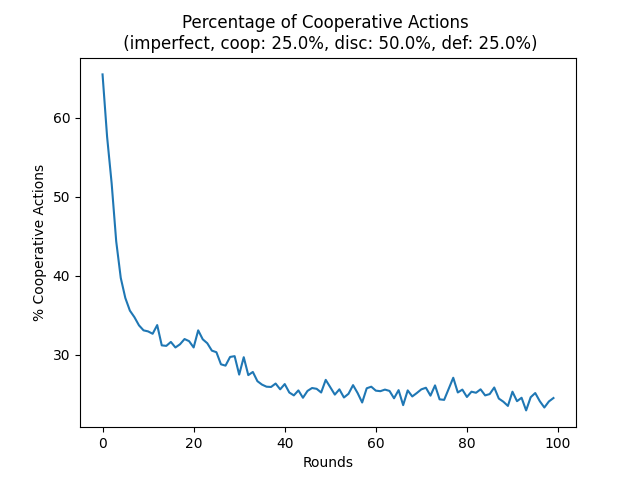 Percentage of Cooperative Actions
(imperfect, coop: 25.0%, disc: 50.0%, def: 25.0%)
% Cooperative Actions
60
50
40
30
0 20 40 60 80 100
Rounds